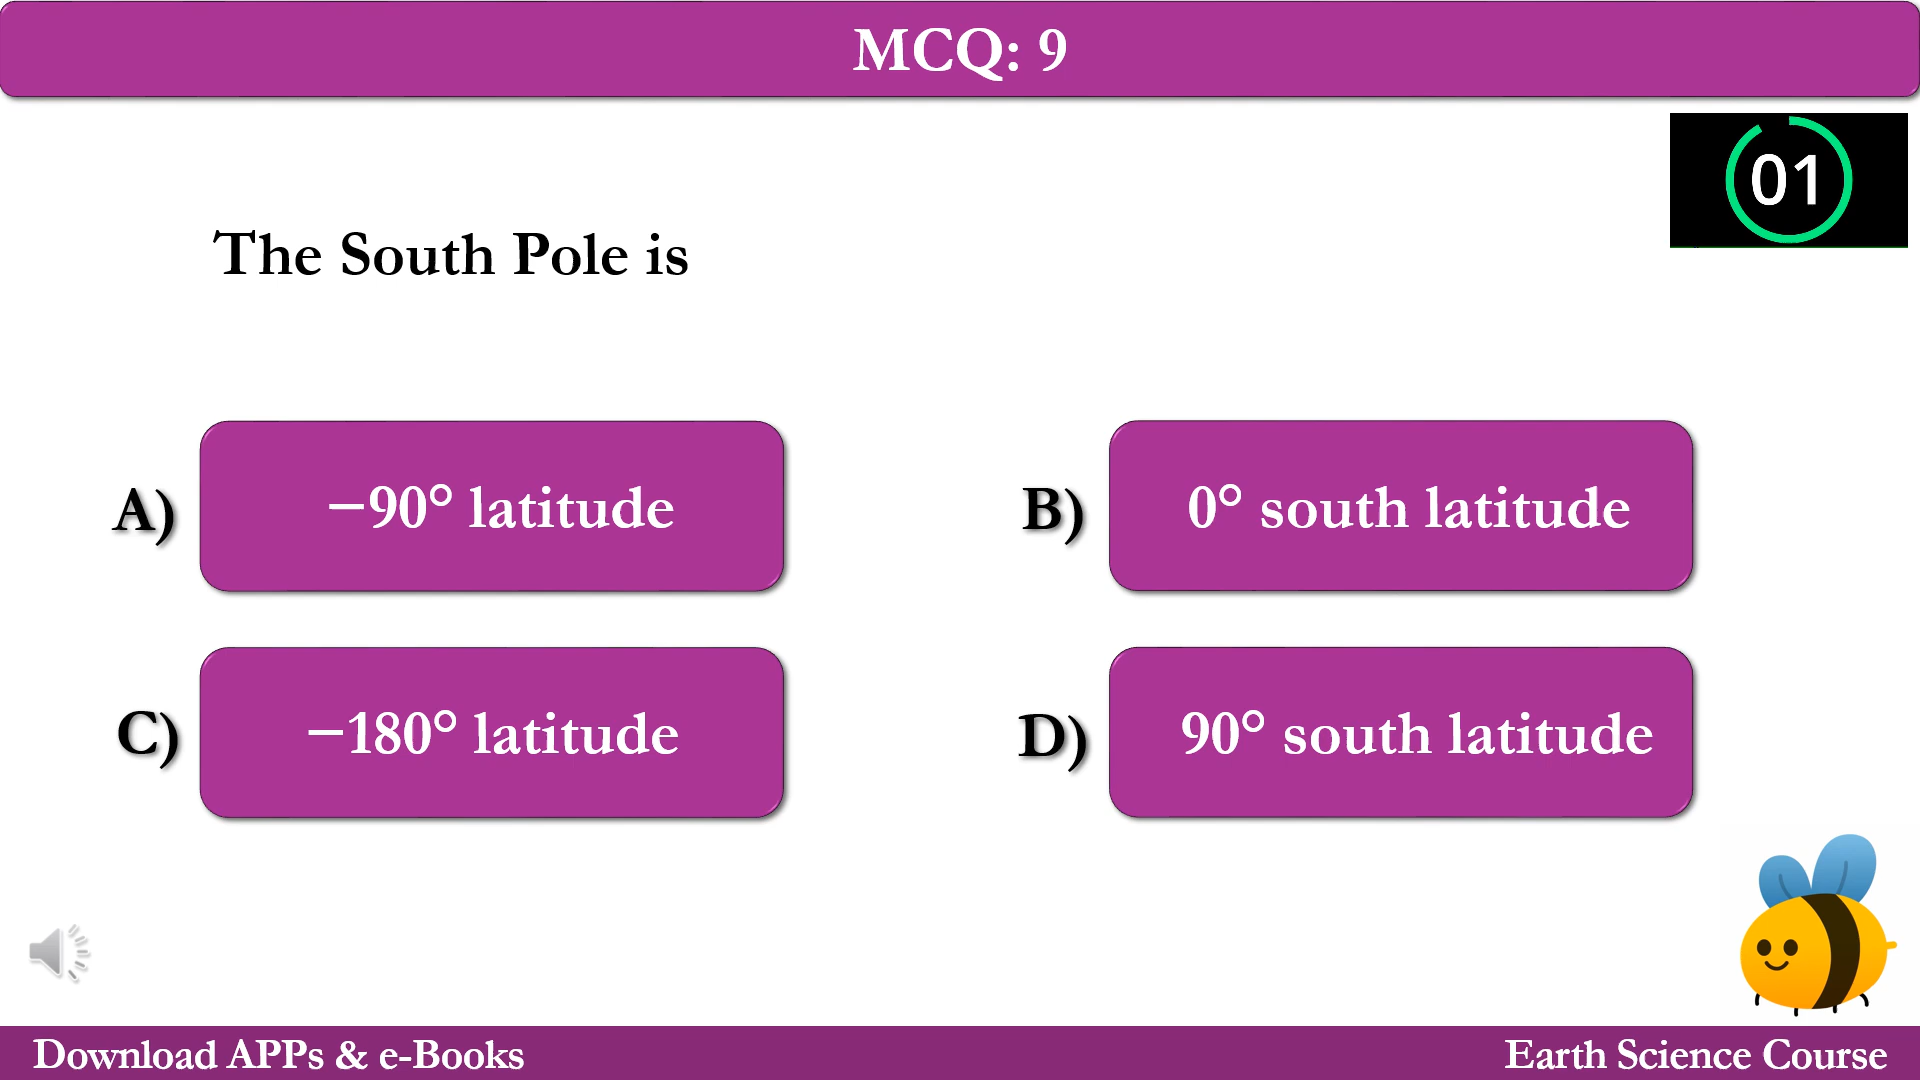 MCQ: 9
01
The South Pole is
A) −90° latitude
B) 0° south latitude
C) −180° latitude
D) 90° south latitude
Download APPs & e-Books
Earth Science Course